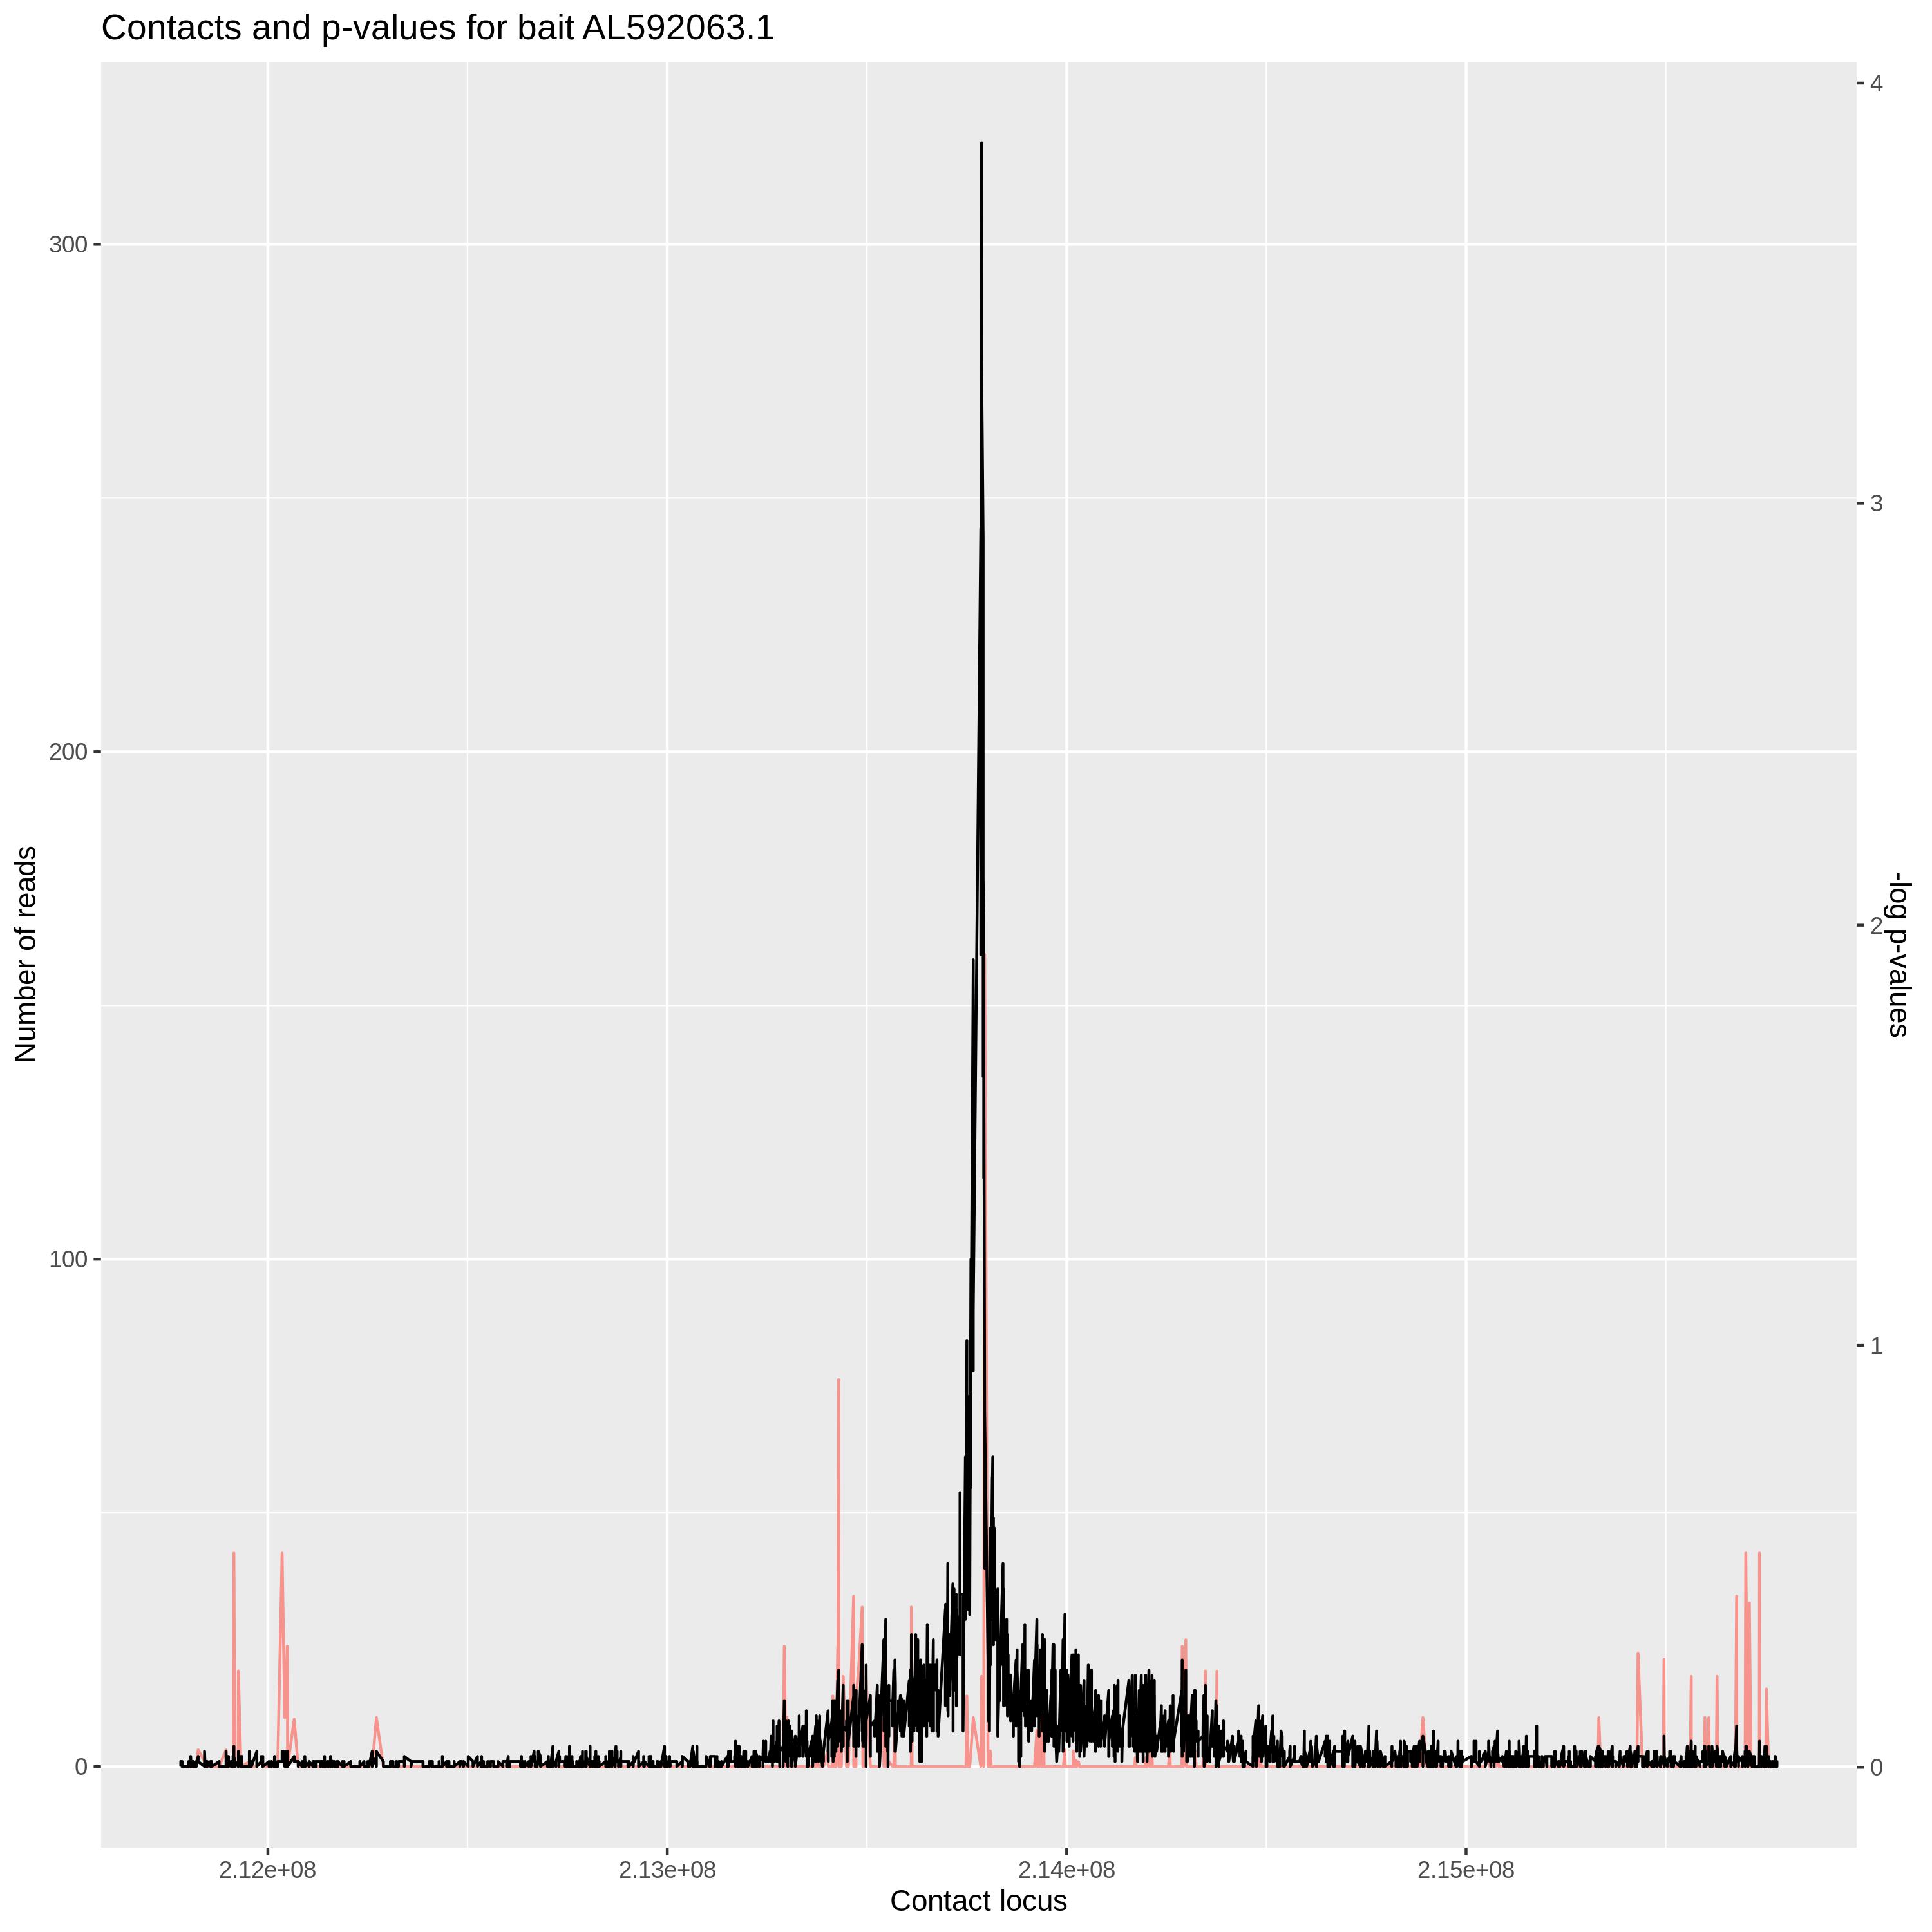 Contacts and p-values for bait AL592063.1
Number of reads
300
200
100
0
4
3
2
1
0
-log p-values
2.12e+08
2.13e+08
2.14e+08
2.15e+08
Contact locus